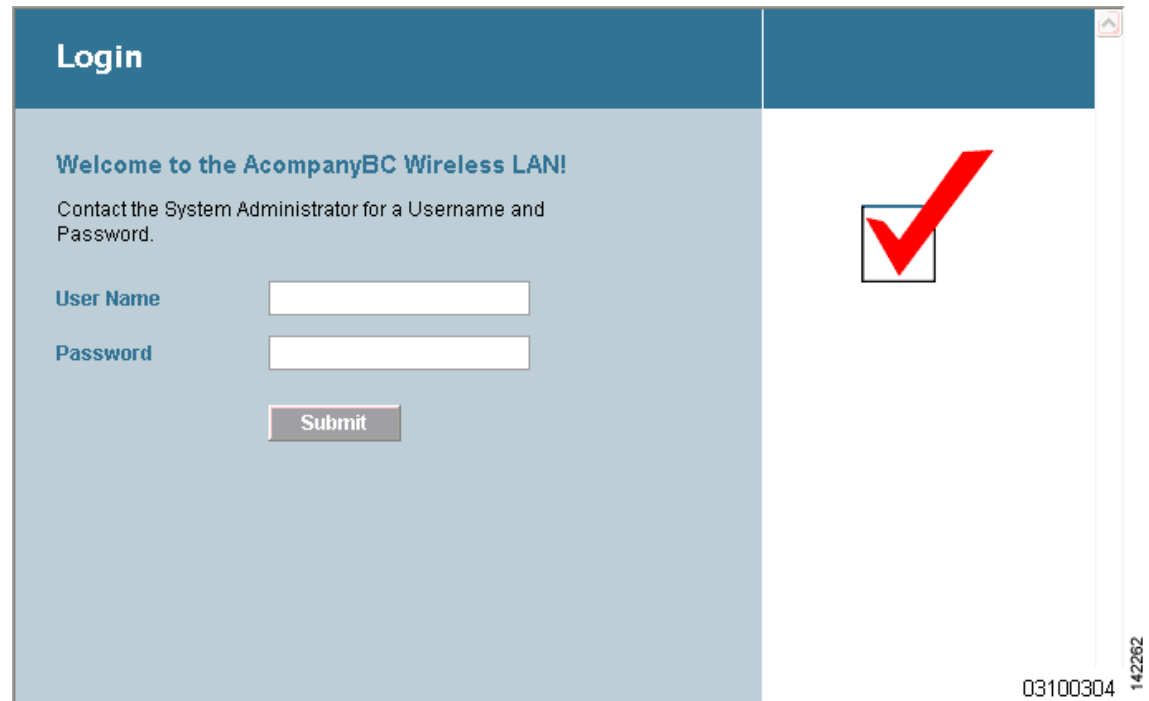 Login
Welcome to the AcompanyBC Wireless LAN!
Contact the System Administrator for a Username and
Password.
User Name
Password
Submit
03100304
142262